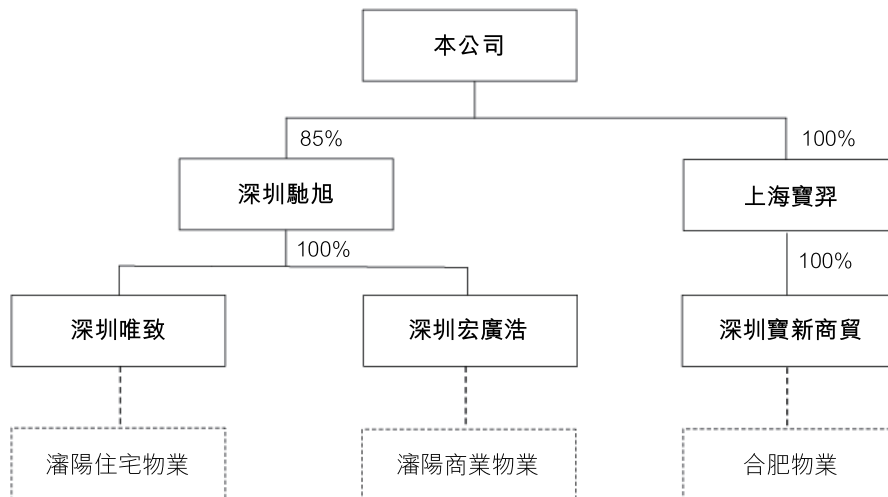 本公司
85%
100%
深圳馳旭
上海寶羿
100%
100%
深圳唯致
深圳宏廣浩
深圳寶新商貿
瀋陽住宅物業
瀋陽商業物業
合肥物業